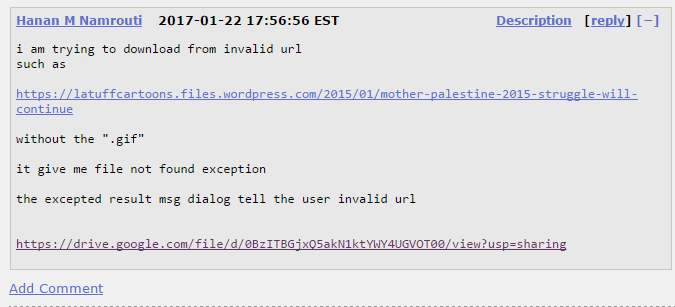 Hanan M Namrouti 2017-01-22 17:56:56 EST Description [reply] [−]
i am trying to download from invalid url
such as
https://latuffcartoons.files.wordpress.com/2015/01/mother-palestine-2015-struggle-will-
continue
without the ".gif"
it give me file not found exception
the excepted result msg dialog tell the user invalid url
https://drive.google.com/file/d/0BzITBGjxQ5akN1ktYWY4UGVOT00/view?usp=sharing
Add Comment